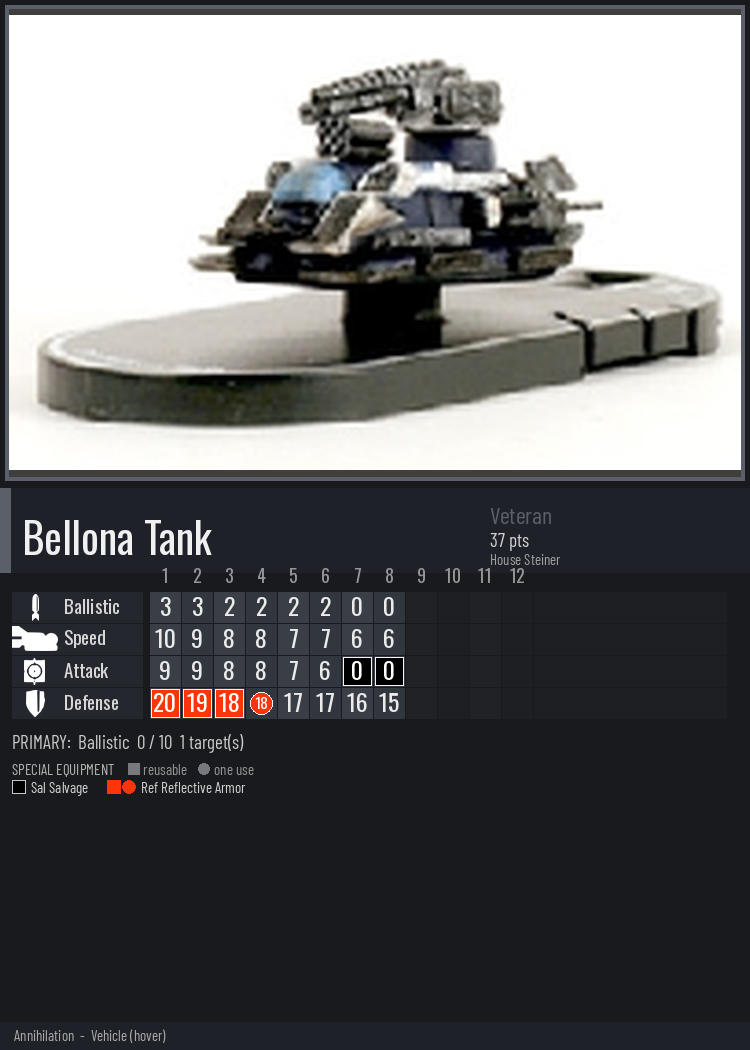 Bellona Tank
Veteran
37 pts
House Steiner
1 2 3 4 5 6 7 8 9 10 11 12
Ballistic 3 3 2 2 2 2 0 0
Speed 10 9 8 8 7 7 6 6
Attack 9 9 8 8 7 6 0 0
Defense 20 19 18 18 17 17 16 15
PRIMARY: Ballistic 0 / 10 1 target(s)
SPECIAL EQUIPMENT reusable one use
Sal Salvage Ref Reflective Armor
Annihilation - Vehicle (hover)